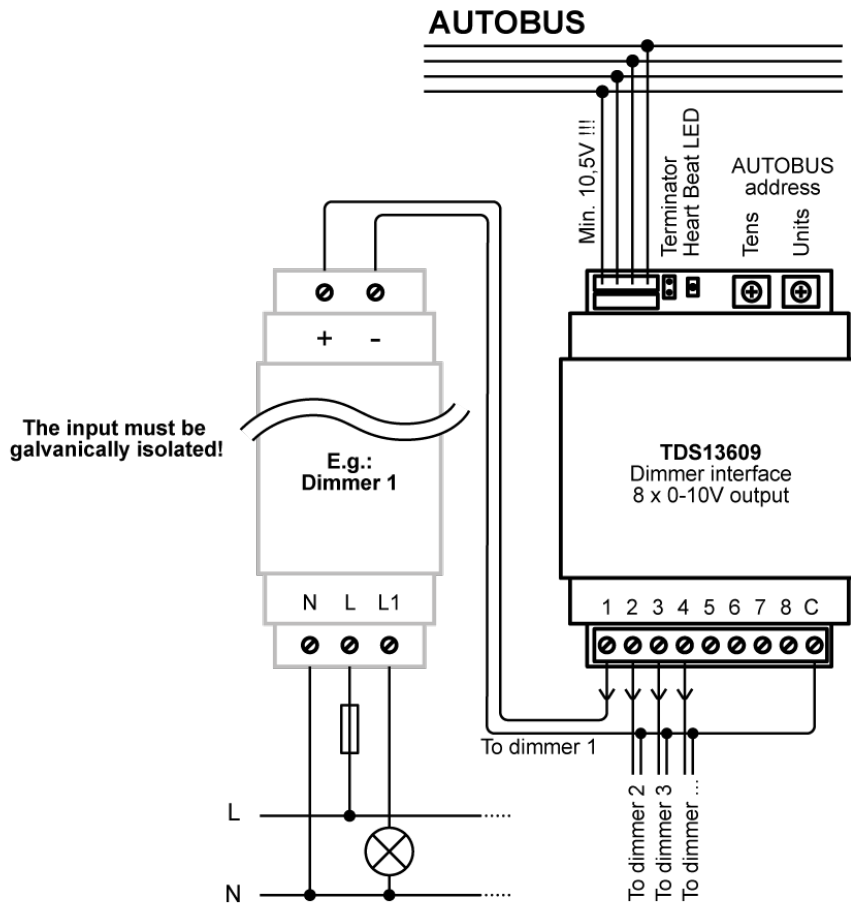 AUTOBUS
Min. 10,5V !!!
Terminator
Heart Beat LED
AUTOBUS
address
Tens
Units
+ -
The input must be
galvanically isolated!
E.g.:
Dimmer 1
TDS13609
Dimmer interface
8 x 0-10V output
N L L1
1 2 3 4 5 6 7 8 C
To dimmer 1
To dimmer 2
To dimmer 3
To dimmer ...
L
N